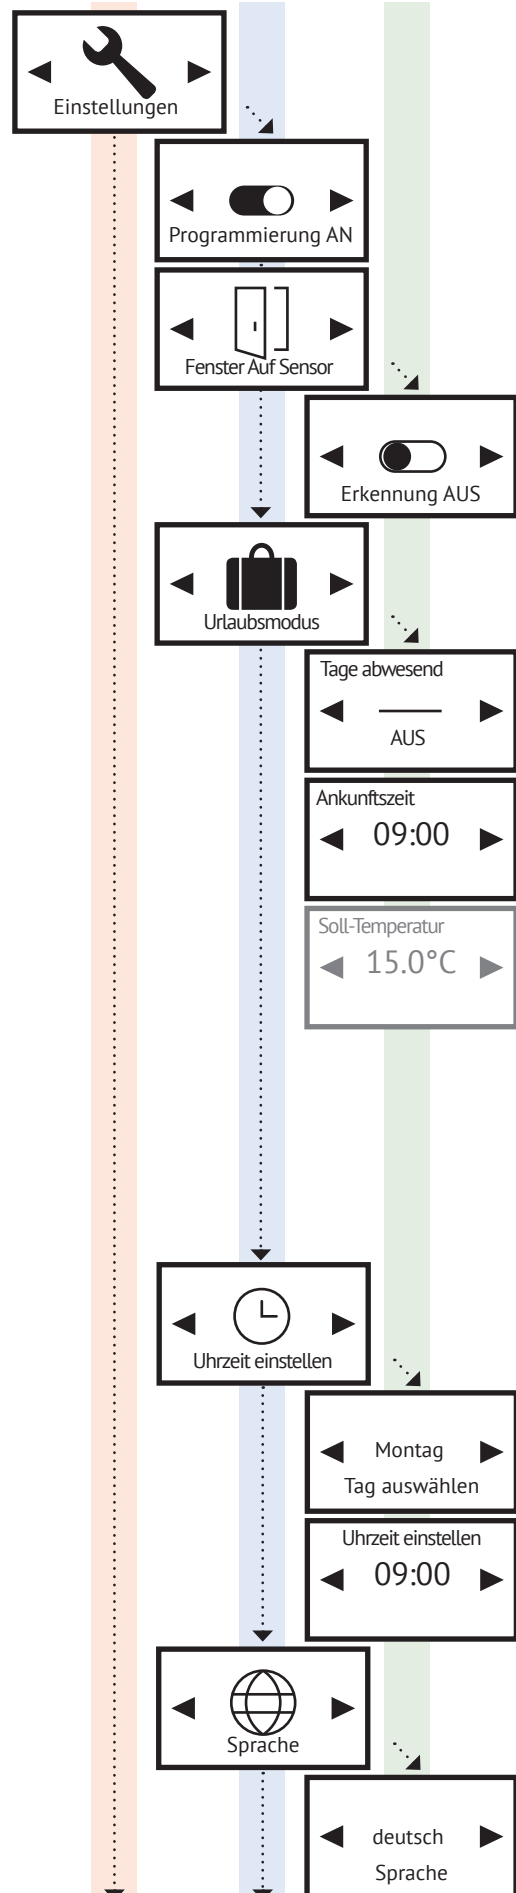 Einstellungen
Programmierung AN
Fenster Auf Sensor
Erkennung AUS
Urlaubsmodus
Tage abwesend
AUS
Ankunftszeit
09:00
Soll-Temperatur
15.0°C
Uhrzeit einstellen
Montag
Tag auswählen
Uhrzeit einstellen
09:00
Sprache
deutsch
Sprache